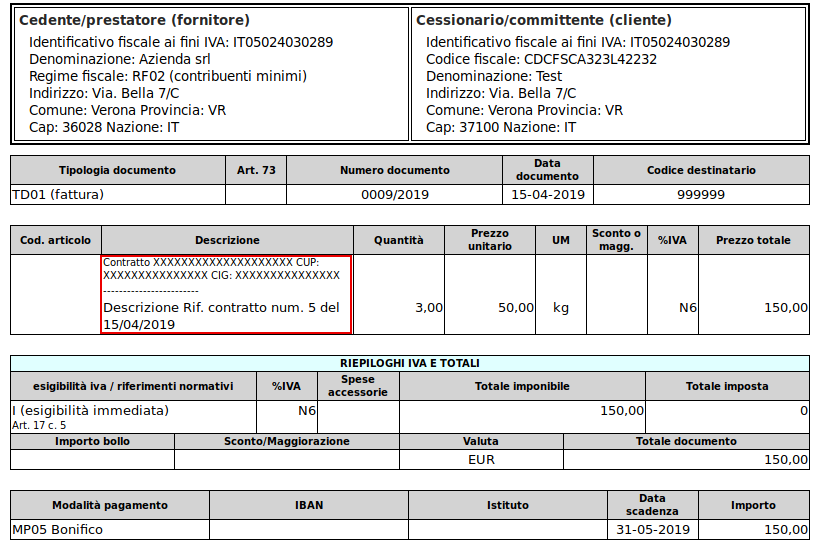 Cedente/prestatore (fornitore)
Identificativo fiscale ai fini IVA: IT05024030289
Denominazione: Azienda srl
Regime fiscale: RF02 (contribuenti minimi)
Indirizzo: Via. Bella 7/C
Comune: Verona Provincia: VR
Cap: 36028 Nazione: IT
Cessionario/committente (cliente)
Identificativo fiscale ai fini IVA: IT05024030289
Codice fiscale: CDCFSCA323L42232
Denominazione: Test
Indirizzo: Via. Bella 7/C
Comune: Verona Provincia: VR
Cap: 37100 Nazione: IT
Tipologia documento Art. 73 Numero documento Data documento Codice destinatario
TD01 (fattura) 0009/2019 15-04-2019 999999
Cod. articolo Descrizione Quantità Prezzo unitario UM Sconto o magg. %IVA Prezzo totale
Contratto XXXXXXXXXXXXXXXXXXXX CUP:
XXXXXXXXXXXXXXX CIG: XXXXXXXXXXXXXXX
------------------------
Descrizione Rif. contratto num. 5 del
15/04/2019
3,00 50,00 kg N6 150,00
RIEPILOGHI IVA E TOTALI
esigibilità iva / riferimenti normativi %IVA Spese accessorie Totale imponibile Totale imposta
I (esigibilità immediata) N6 150,00 0
Art. 17 c. 5
Importo bollo Sconto/Maggiorazione Valuta Totale documento
EUR 150,00
Modalità pagamento IBAN Istituto Data scadenza Importo
MP05 Bonifico 31-05-2019 150,00